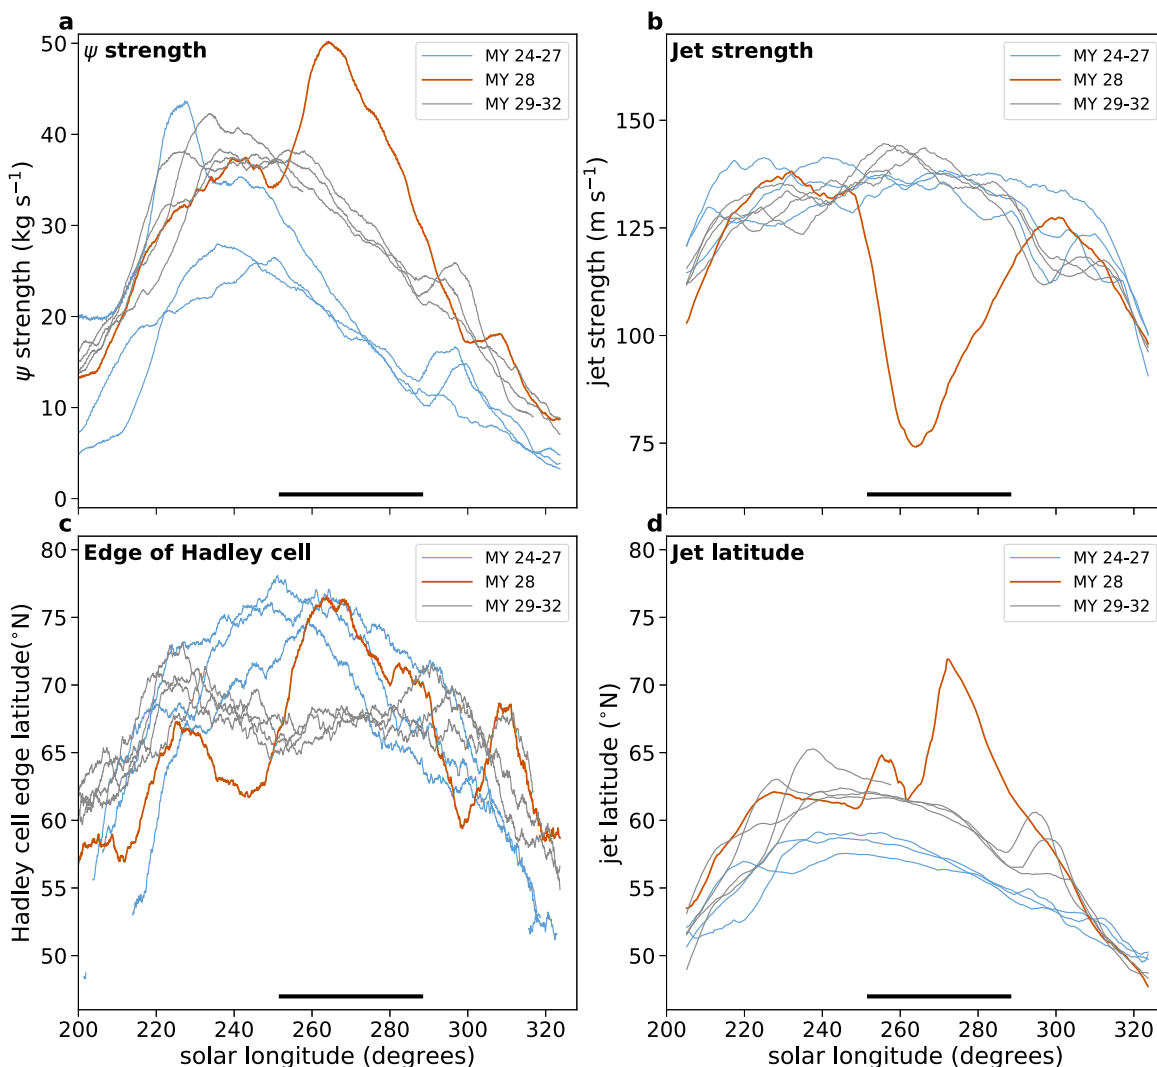 a
ψ strength
MY 24-27
MY 28
MY 29-32
ψ strength (kg s⁻¹)
50
40
30
20
10
0
b
Jet strength
MY 24-27
MY 28
MY 29-32
jet strength (m s⁻¹)
150
125
100
75
c
Edge of Hadley cell
MY 24-27
MY 28
MY 29-32
Hadley cell edge latitude(°N)
80
75
70
65
60
55
50
200 220 240 260 280 300 320
solar longitude (degrees)
d
Jet latitude
MY 24-27
MY 28
MY 29-32
jet latitude (°N)
80
75
70
65
60
55
50
200 220 240 260 280 300 320
solar longitude (degrees)